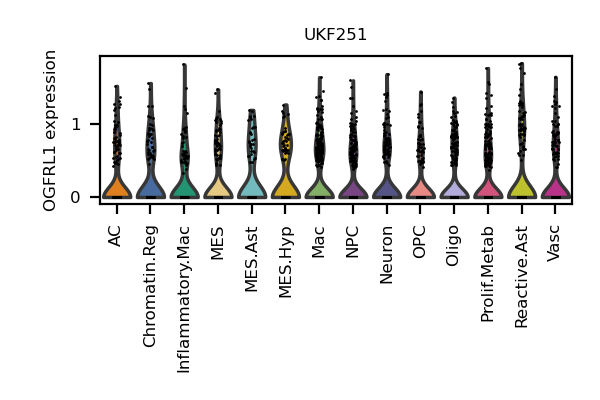 UKF251
OGFRL1 expression
1
0
AC
Chromatin.Reg
Inflammatory.Mac
MES
MES.Ast
MES.Hyp
Mac
NPC
Neuron
OPC
Oligo
Prolif.Metab
Reactive.Ast
Vasc